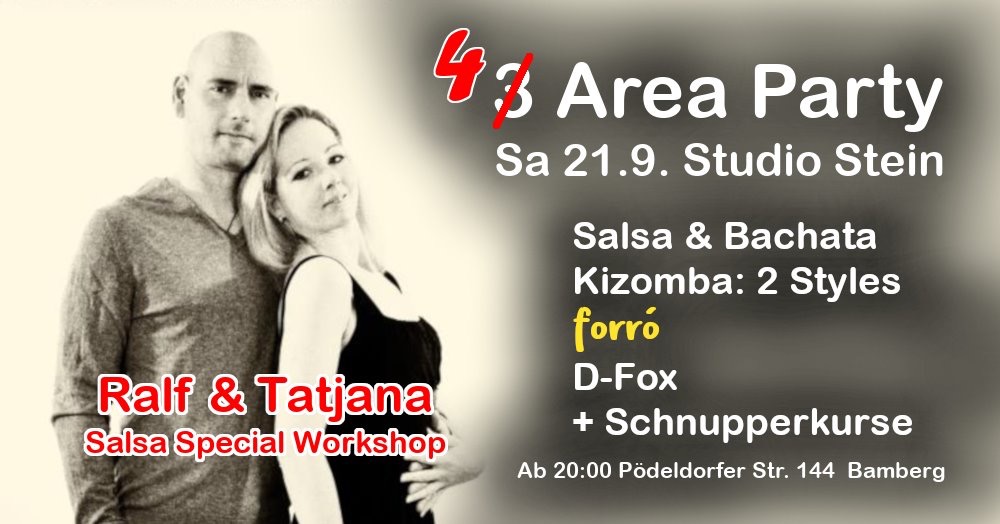 4 3 Area Party
Sa 21.9. Studio Stein
Salsa & Bachata
Kizomba: 2 Styles
forró
D-Fox
+ Schnupperkurse
Ab 20:00 Pödeldorfer Str. 144 Bamberg
Ralf & Tatjana
Salsa Special Workshop